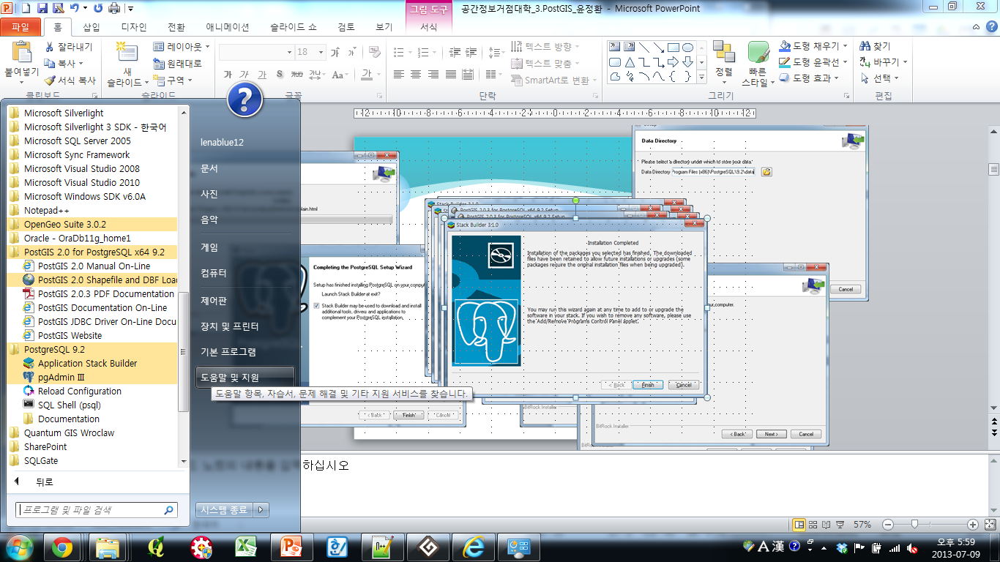 공간정보거점대학_3.PostGIS_윤정환 - Microsoft PowerPoint
그림 도구
파일 홈 삽입 디자인 전환 애니메이션 슬라이드 쇼 검토 보기 서식
붙여넣기
잘라내기
복사
서식 복사
클립보드
새 슬라이드
레이아웃
원래대로
구역
슬라이드
18
가 가 가 S 가나 Aa 가
글꼴
텍스트 방향
텍스트 맞춤
SmartArt로 변환
단락
정렬
빠른 스타일
도형 채우기
도형 윤곽선
도형 효과
그리기
찾기
바꾸기
선택
편집
Microsoft Silverlight
Microsoft Silverlight 3 SDK - 한국어
Microsoft SQL Server 2005
Microsoft Sync Framework
Microsoft Visual Studio 2008
Microsoft Visual Studio 2010
Microsoft Windows SDK v6.0A
Notepad++
OpenGeo Suite 3.0.2
Oracle - OraDb11g_home1
PostGIS 2.0 for PostgreSQL x64 9.2
PostGIS 2.0 Manual On-Line
PostGIS 2.0 Shapefile and DBF Loa
PostGIS 2.0.3 PDF Documentation
PostGIS Documentation On-Line
PostGIS JDBC Driver On-Line Docu
PostGIS Website
PostgreSQL 9.2
Application Stack Builder
pgAdmin III
Reload Configuration
SQL Shell (psql)
Documentation
Quantum GIS Wroclaw
SharePoint
SQLGate
뒤로
프로그램 및 파일 검색
lenablue12
문서
사진
음악
게임
컴퓨터
제어판
장치 및 프린터
기본 프로그램
도움말 및 지원
도움말 항목, 자습서, 문제 해결 및 기타 지원 서비스를 찾습니다.
시스템 종료
12 10 8 6 4 2 0 2 4 6 8 10 12
Data Directory
Please select a directory under which to store your data.
Data Directory Program Files (x86)\PostgreSQL\9.2\data
Cancel
Completing the PostgreSQL Setup Wizard
Setup has finished installing PostgreSQL on your compute
Launch Stack Builder at exit?
Stack Builder may be used to download and install
additional tools, drivers and applications to
complement your PostgreSQL installation.
< Back Finish Cancel
PostGIS 2.0.3 for PostgreSQL x64 9.2 Setup
Stack Builder 3.1.0
Installation Completed
Installation of the packages you selected has finished. The downloaded
files have been retained to allow future installations or upgrades (some
packages require the original installation files when being upgraded).
You may run this wizard again at any time to add to or upgrade the
software in your stack. If you wish to remove any software, please use
the 'Add/Remove Programs' Control Panel applet.
< Back Finish Cancel
computer.
BitRock Installer
BitRock Installer
< Back Next > Cancel
하십시오
57%
A 漢
오후 5:59
2013-07-09